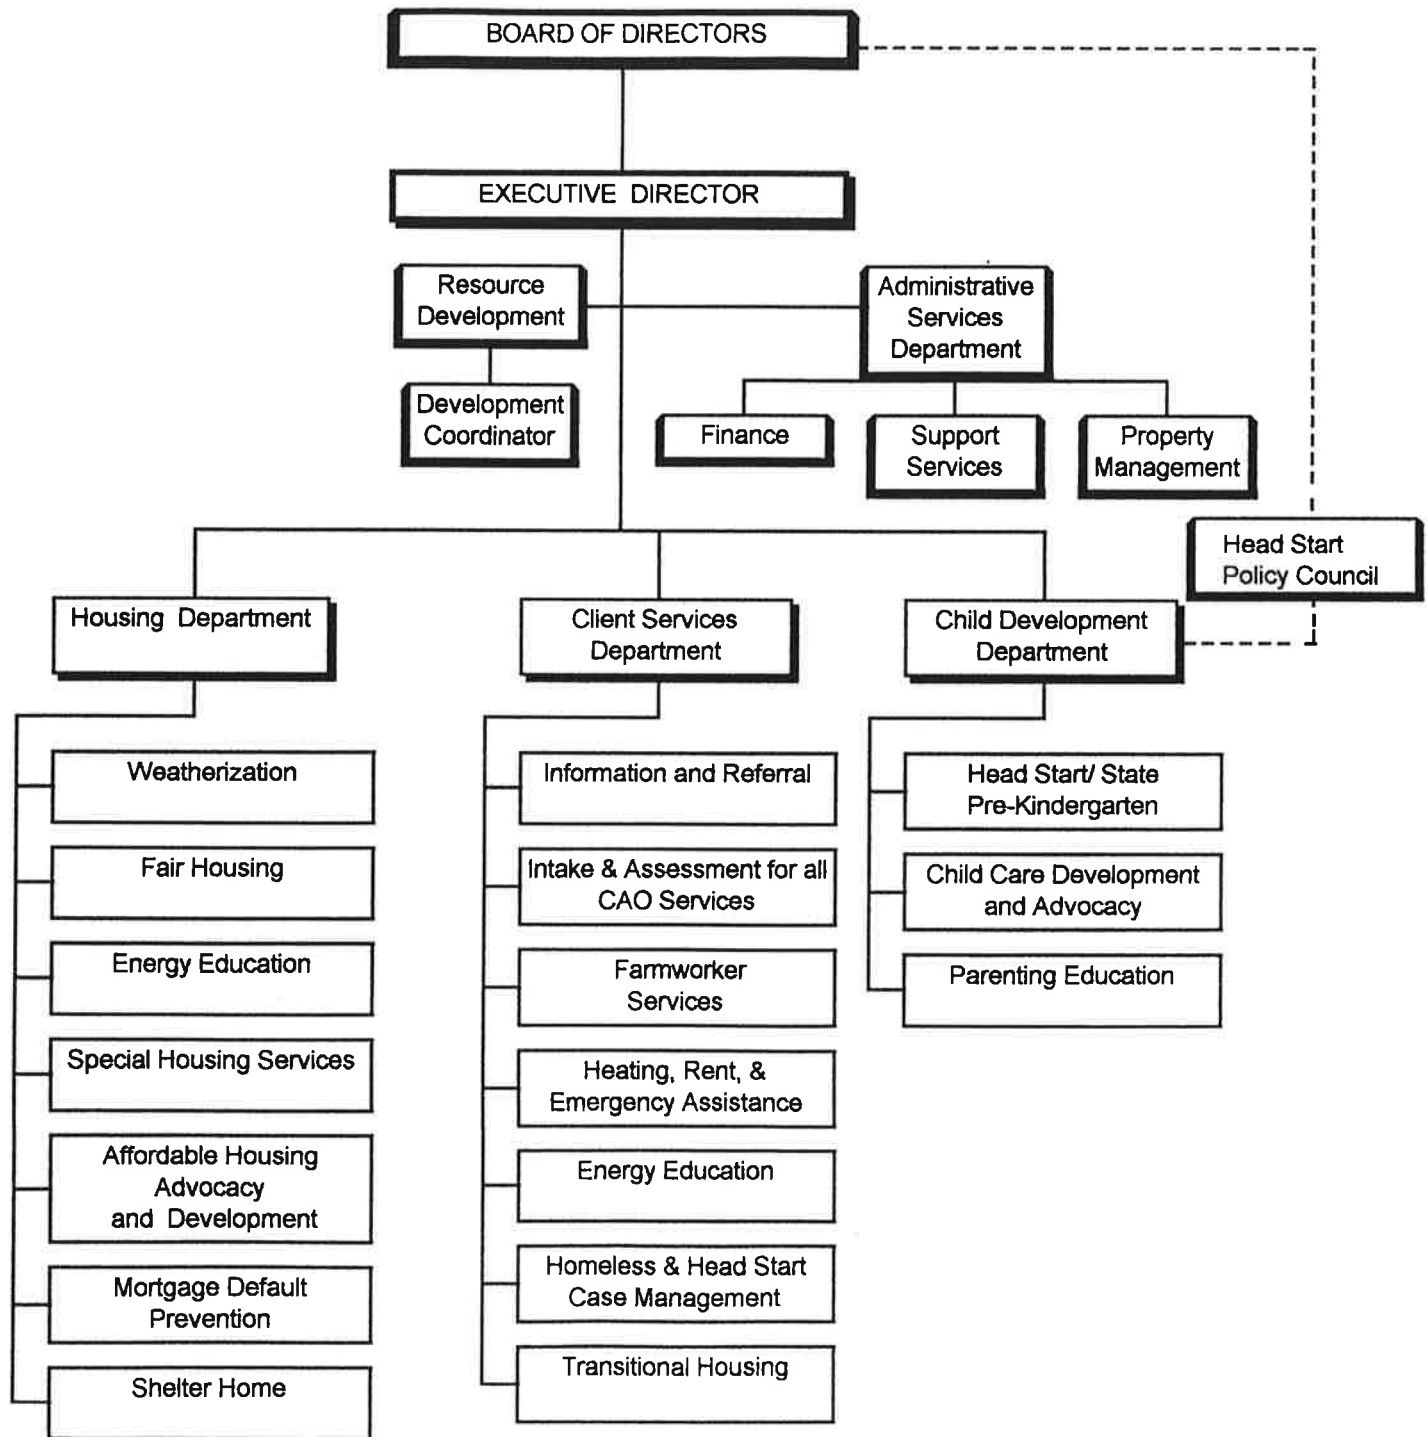 BOARD OF DIRECTORS
EXECUTIVE DIRECTOR
Resource
Development
Administrative
Services
Department
Development
Coordinator
Finance
Support
Services
Property
Management
Head Start
Policy Council
Housing Department
Client Services
Department
Child Development
Department
Weatherization
Fair Housing
Energy Education
Special Housing Services
Affordable Housing
Advocacy
and Development
Mortgage Default
Prevention
Shelter Home
Information and Referral
Intake & Assessment for all
CAO Services
Farmworker
Services
Heating, Rent, &
Emergency Assistance
Energy Education
Homeless & Head Start
Case Management
Transitional Housing
Head Start/ State
Pre-Kindergarten
Child Care Development
and Advocacy
Parenting Education